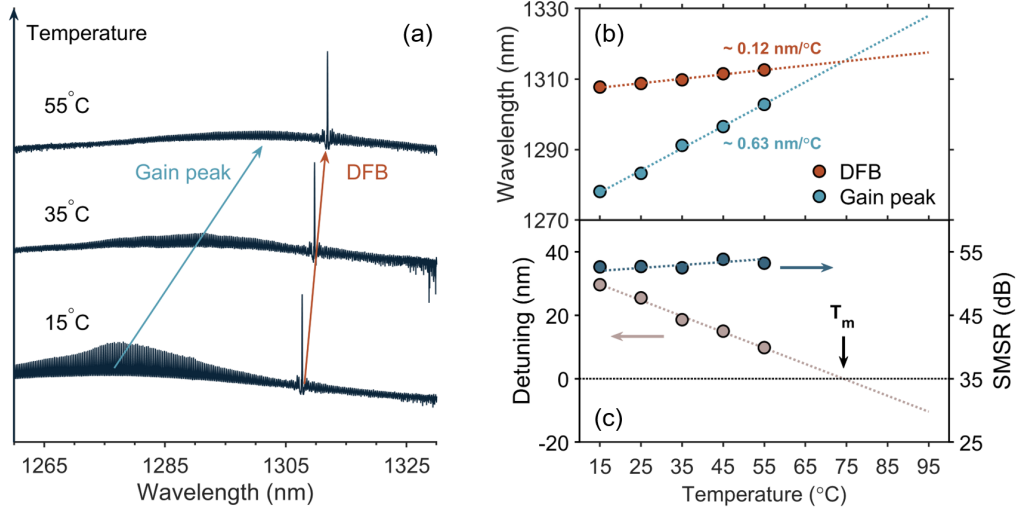 Temperature
(a)
55°C
Gain peak
DFB
35°C
15°C
1265
1285
1305
1325
Wavelength (nm)
1330
1310
1290
1270
Wavelength (nm)
(b)
~ 0.12 nm/°C
~ 0.63 nm/°C
DFB
Gain peak
40
20
0
-20
Detuning (nm)
55
45
35
25
SMSR (dB)
Tm
(c)
15
25
35
45
55
65
75
85
95
Temperature (°C)